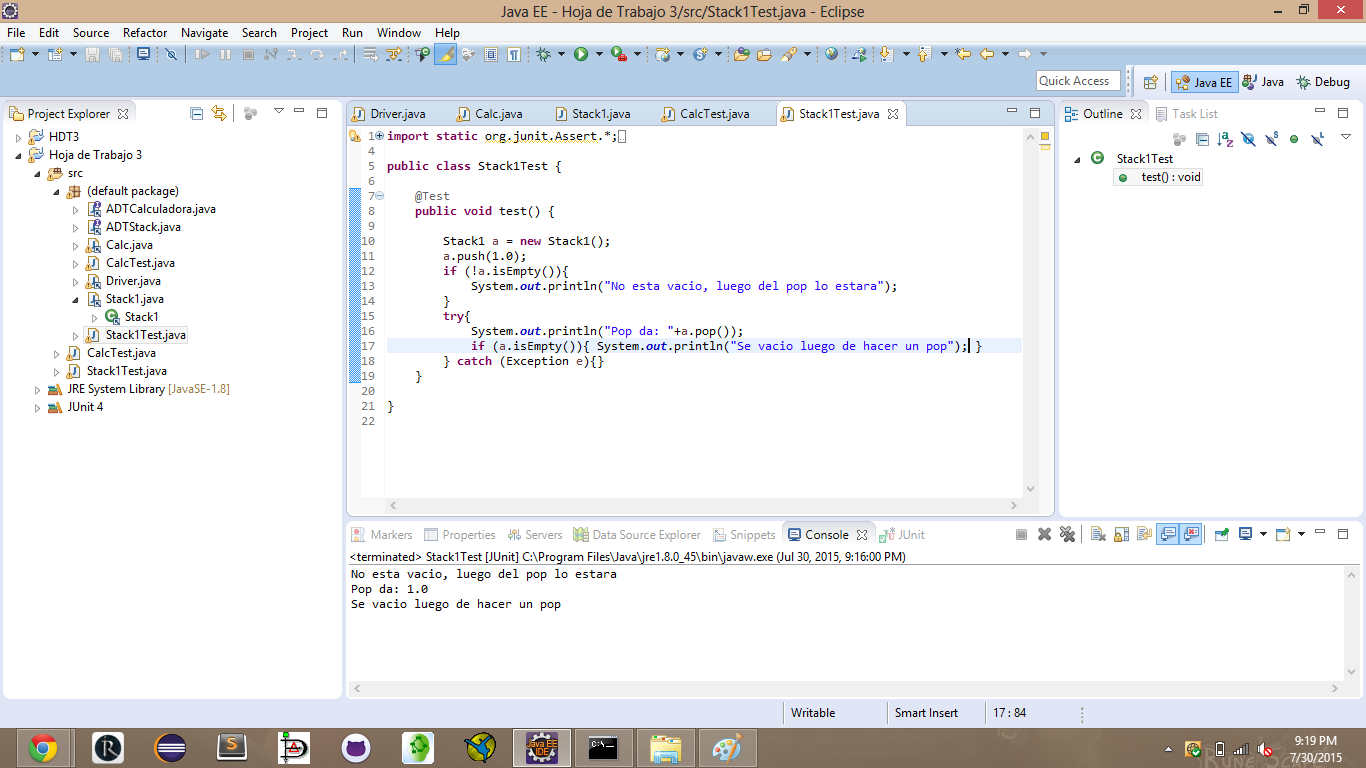 Java EE - Hoja de Trabajo 3/src/Stack1Test.java - Eclipse
File Edit Source Refactor Navigate Search Project Run Window Help
Quick Access
Java EE Java Debug
Project Explorer
HDT3
Hoja de Trabajo 3
src
(default package)
ADTCalculadora.java
ADTStack.java
Calc.java
CalcTest.java
Driver.java
Stack1.java
Stack1
Stack1Test.java
CalcTest.java
Stack1Test.java
JRE System Library [JavaSE-1.8]
JUnit 4
Driver.java Calc.java Stack1.java CalcTest.java Stack1Test.java
1 import static org.junit.Assert.*;
4
5 public class Stack1Test {
6
7 @Test
8 public void test() {
9
10 Stack1 a = new Stack1();
11 a.push(1.0);
12 if (!a.isEmpty()){
13 System.out.println("No esta vacio, luego del pop lo estara");
14 }
15 try{
16 System.out.println("Pop da: "+a.pop());
17 if (a.isEmpty()){ System.out.println("Se vacio luego de hacer un pop"); }
18 } catch (Exception e){}
19 }
20
21 }
22
Outline Task List
Stack1Test
test() : void
Markers Properties Servers Data Source Explorer Snippets Console JUnit
<terminated> Stack1Test [JUnit] C:\Program Files\Java\jre1.8.0_45\bin\javaw.exe (Jul 30, 2015, 9:16:00 PM)
No esta vacio, luego del pop lo estara
Pop da: 1.0
Se vacio luego de hacer un pop
Writable Smart Insert 17 : 84
Java EE
IDE
9:19 PM
7/30/2015